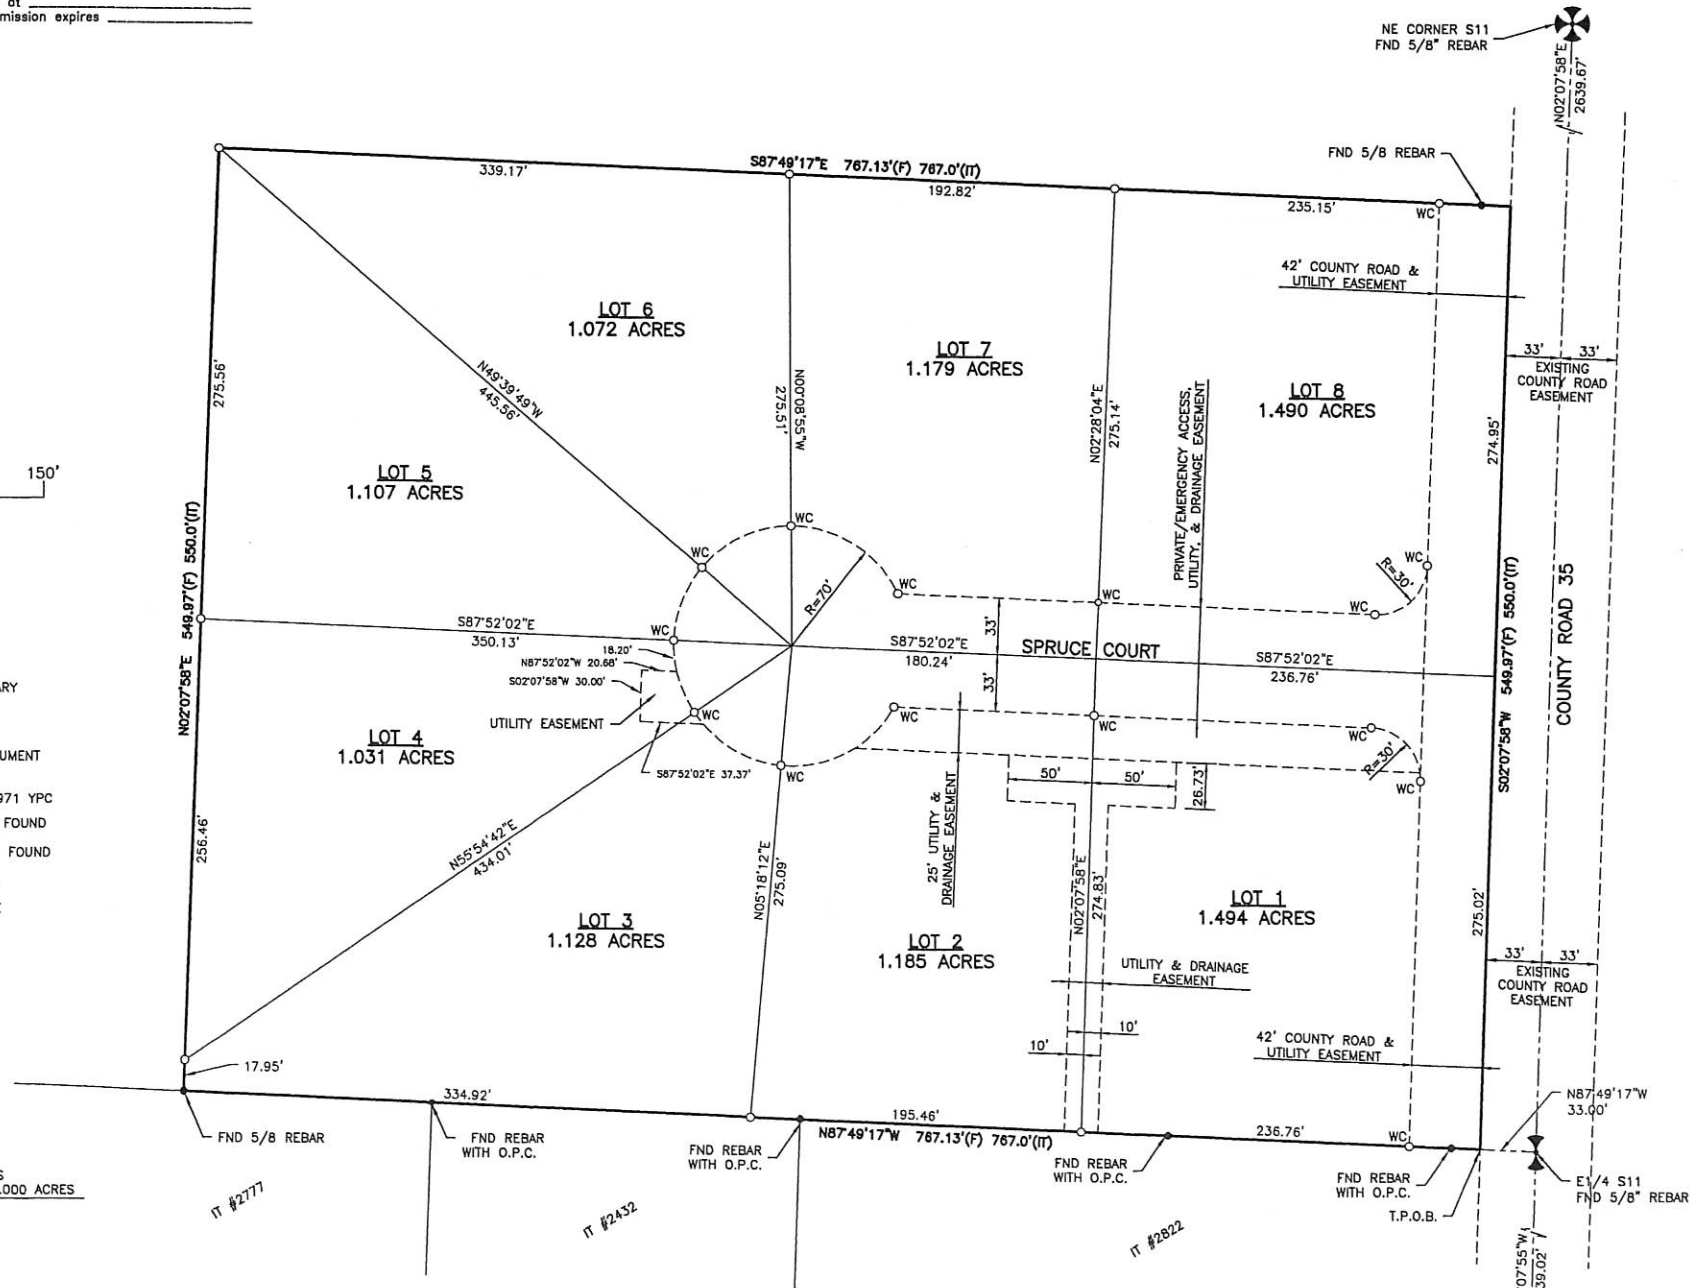 at
mission expires
NE CORNER S11
FND 5/8" REBAR
N02°07'58"E
2639.67'
FND 5/8 REBAR
S87°49'17"E 767.13'(F) 767.0'(IT)
339.17'
192.82'
235.15'
WC
42' COUNTY ROAD &
UTILITY EASEMENT
LOT 6
1.072 ACRES
LOT 7
1.179 ACRES
LOT 8
1.490 ACRES
33'
33'
EXISTING
COUNTY ROAD
EASEMENT
275.56'
N49°39'49"W
445.56'
N00°08'55"W
275.51'
N02°28'04"E
275.14'
PRIVATE/EMERGENCY ACCESS,
UTILITY, & DRAINAGE EASEMENT
274.95'
150'
LOT 5
1.107 ACRES
WC
WC
R=70'
WC
WC
R=30'
WC
WC
N02°07'58"E 549.97'(F) 550.0'(IT)
S02°07'58"W 549.97'(F) 550.0'(IT)
COUNTY ROAD 35
S87°52'02"E
350.13'
WC
18.20'
N87°52'02"W 20.68'
S02°07'58"W 30.00'
UTILITY EASEMENT
S87°52'02"E
180.24'
33'
33'
SPRUCE COURT
S87°52'02"E
236.76'
ARY
UMENT
971 YPC
FOUND
FOUND
LOT 4
1.031 ACRES
WC
S87°52'02"E 37.37'
WC
WC
WC
WC
R=30'
WC
50'
50'
26.73'
25' UTILITY &
DRAINAGE EASEMENT
256.46'
N55°54'42"E
434.01'
N05°18'12"E
275.09'
N02°07'58"E
274.83'
LOT 1
1.494 ACRES
LOT 3
1.128 ACRES
LOT 2
1.185 ACRES
275.02'
UTILITY & DRAINAGE
EASEMENT
33'
33'
EXISTING
COUNTY ROAD
EASEMENT
10'
10'
42' COUNTY ROAD &
UTILITY EASEMENT
17.95'
334.92'
195.46'
N87°49'17"W 767.13'(F) 767.0'(IT)
236.76'
WC
N87°49'17"W
33.00'
FND 5/8 REBAR
FND REBAR
WITH O.P.C.
FND REBAR
WITH O.P.C.
FND REBAR
WITH O.P.C.
FND REBAR
WITH O.P.C.
T.P.O.B.
E1/4 S11
FND 5/8" REBAR
S
.000 ACRES
IT #2777
IT #2432
IT #2822
07'55"W
39.02'